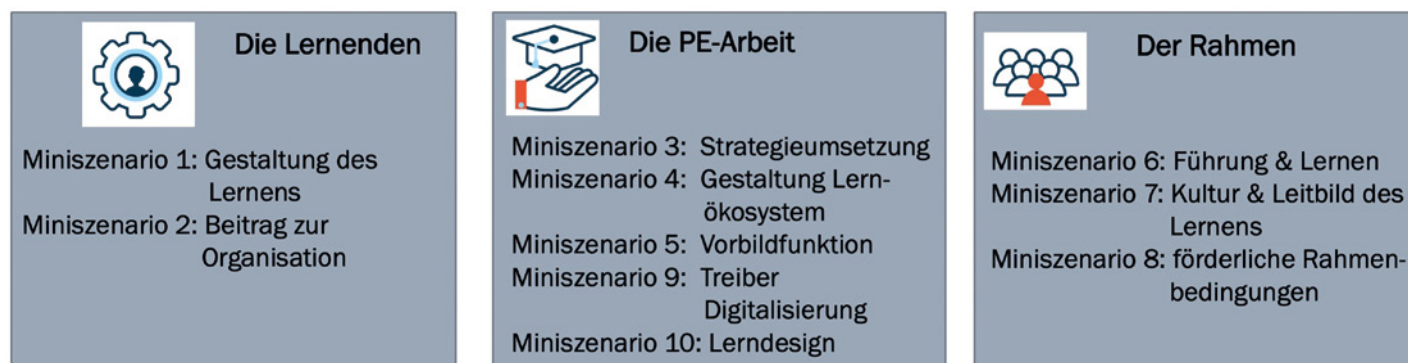 Die Lernenden
Miniszenario 1: Gestaltung des
Lernens
Miniszenario 2: Beitrag zur
Organisation
Die PE-Arbeit
Miniszenario 3: Strategieumsetzung
Miniszenario 4: Gestaltung Lern-
ökosystem
Miniszenario 5: Vorbildfunktion
Miniszenario 9: Treiber
Digitalisierung
Miniszenario 10: Lerndesign
Der Rahmen
Miniszenario 6: Führung & Lernen
Miniszenario 7: Kultur & Leitbild des
Lernens
Miniszenario 8: förderliche Rahmen-
bedingungen